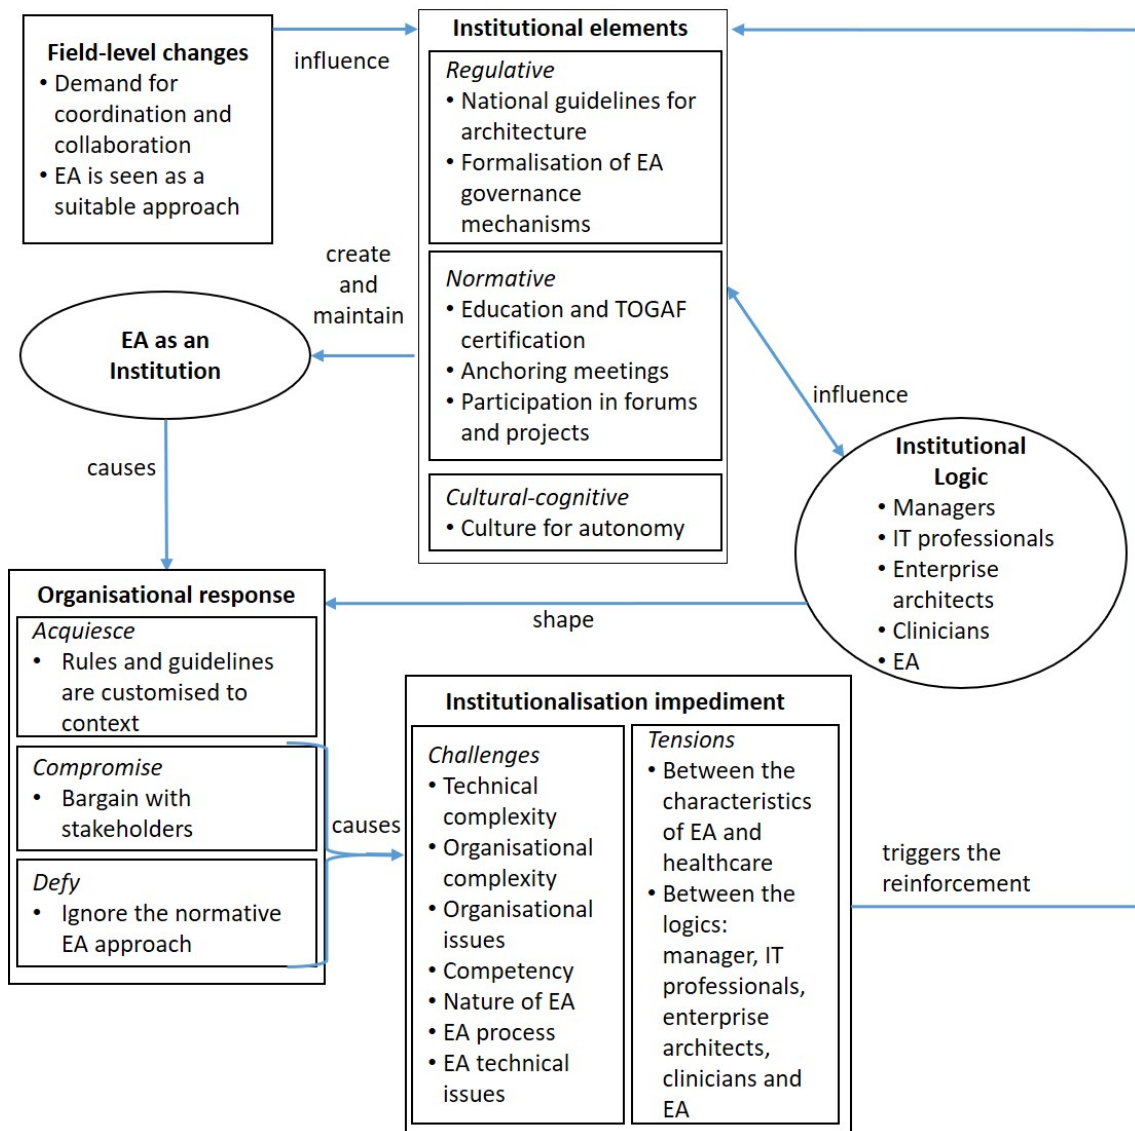 Field-level changes
• Demand for
coordination and
collaboration
• EA is seen as a
suitable approach
influence
Institutional elements
Regulative
• National guidelines for
architecture
• Formalisation of EA
governance
mechanisms
Normative
• Education and TOGAF
certification
• Anchoring meetings
• Participation in forums
and projects
Cultural-cognitive
• Culture for autonomy
create
and
maintain
EA as an
Institution
causes
influence
Institutional
Logic
• Managers
• IT professionals
• Enterprise
architects
• Clinicians
• EA
shape
Organisational response
Acquiesce
• Rules and guidelines
are customised to
context
Compromise
• Bargain with
stakeholders
Defy
• Ignore the normative
EA approach
causes
Institutionalisation impediment
Challenges
• Technical
complexity
• Organisational
complexity
• Organisational
issues
• Competency
• Nature of EA
• EA process
• EA technical
issues
Tensions
• Between the
characteristics
of EA and
healthcare
• Between the
logics:
manager, IT
professionals,
enterprise
architects,
clinicians and
EA
triggers the
reinforcement